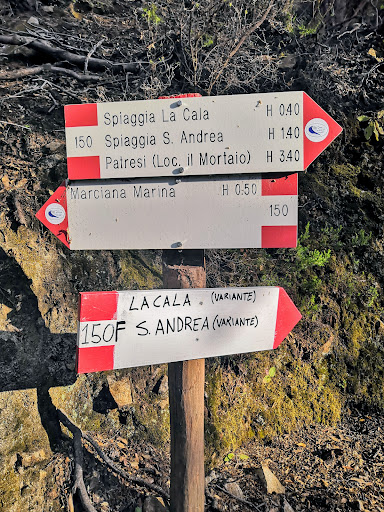 150
Spiaggia La Cala H 0.40
Spiaggia S. Andrea H 1.40
Patresi (Loc. il Mortaio) H 3.40
Marciana Marina H 0.50
150
150F
LA CALA (VARIANTE)
S. ANDREA (VARIANTE)